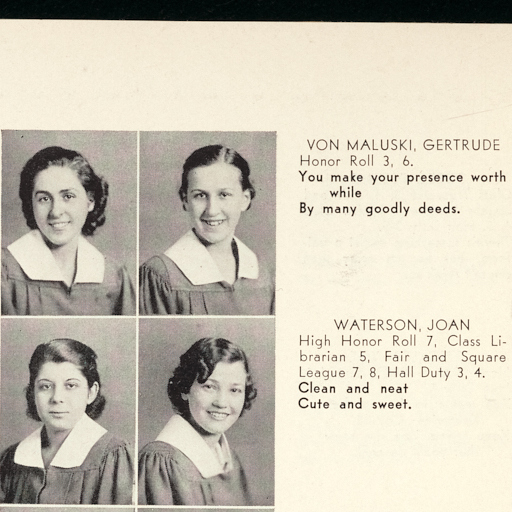 VON MALUSKI, GERTRUDE
Honor Roll 3, 6.
You make your presence worth
while
By many goodly deeds.
WATERSON, JOAN
High Honor Roll 7, Class Li-
brarian 5, Fair and Square
League 7, 8, Hall Duty 3, 4.
Clean and neat
Cute and sweet.